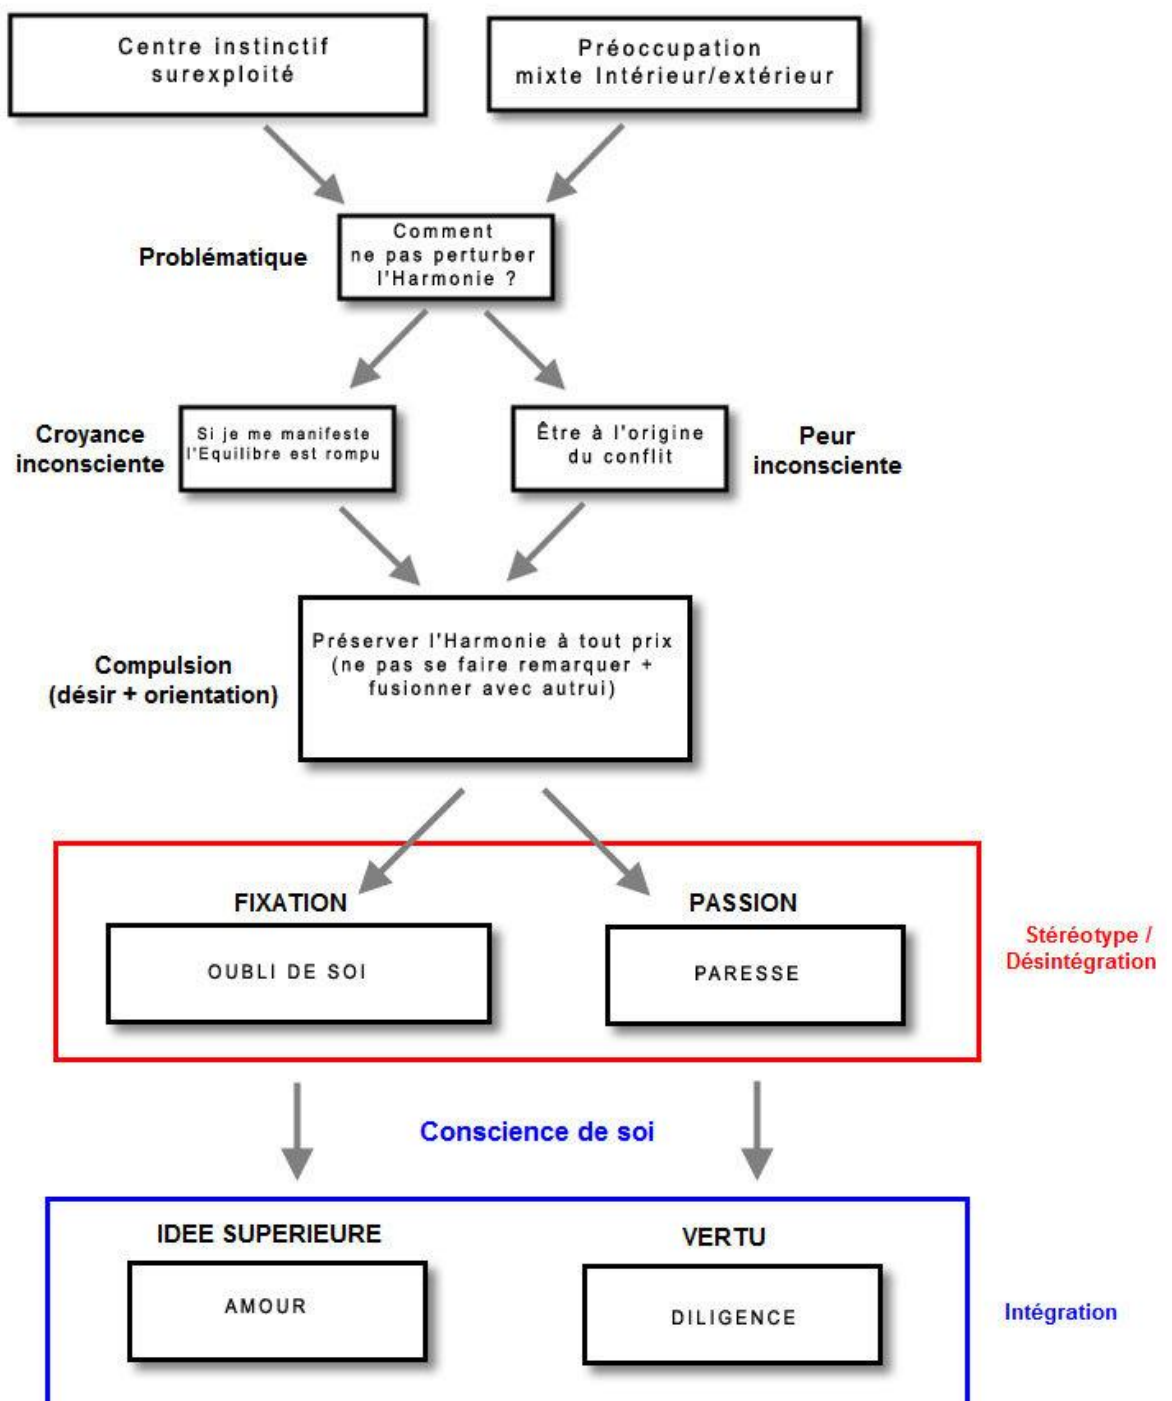 Centre instinctif
surexploité
Préoccupation
mixte Intérieur/extérieur
Problématique
Comment
ne pas perturber
l'Harmonie ?
Croyance
inconsciente
Si je me manifeste
l'Equilibre est rompu
Être à l'origine
du conflit
Peur
inconsciente
Compulsion
(désir + orientation)
Préserver l'Harmonie à tout prix
(ne pas se faire remarquer +
fusionner avec autrui)
FIXATION
OUBLI DE SOI
PASSION
PARESSE
Stéréotype /
Désintégration
Conscience de soi
IDEE SUPERIEURE
AMOUR
VERTU
DILIGENCE
Intégration